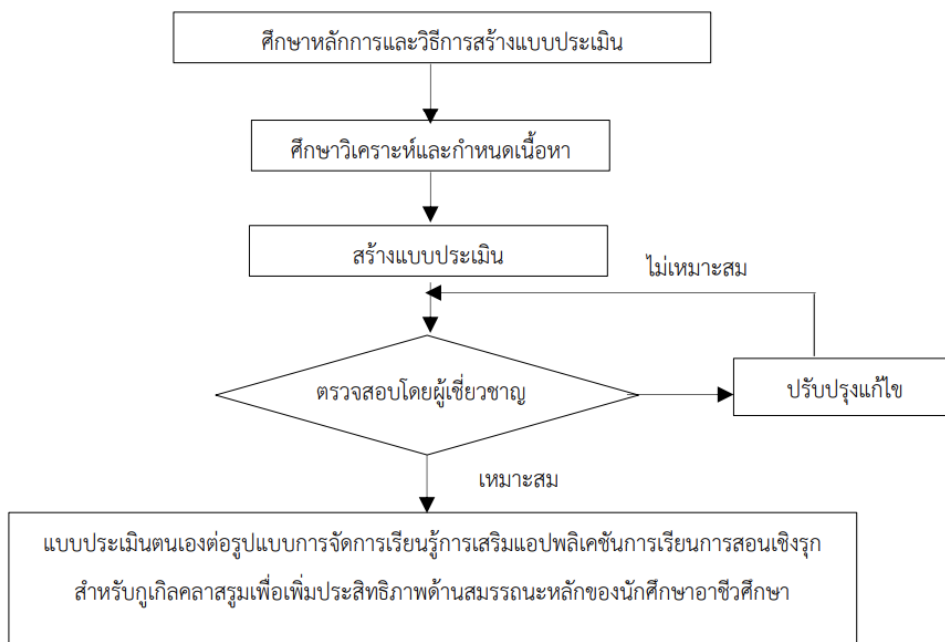 ศึกษาหลักการและวิธีการสร้างแบบประเมิน
ศึกษาวิเคราะห์และกำหนดเนื้อหา
สร้างแบบประเมิน
ไม่เหมาะสม
ตรวจสอบโดยผู้เชี่ยวชาญ
ปรับปรุงแก้ไข
เหมาะสม
แบบประเมินตนเองต่อรูปแบบการจัดการเรียนรู้การเสริมแอปพลิเคชันการเรียนการสอนเชิงรุก
สำหรับกูเกิลคลาสรูมเพื่อเพิ่มประสิทธิภาพด้านสมรรถนะหลักของนักศึกษาอาชีวศึกษา